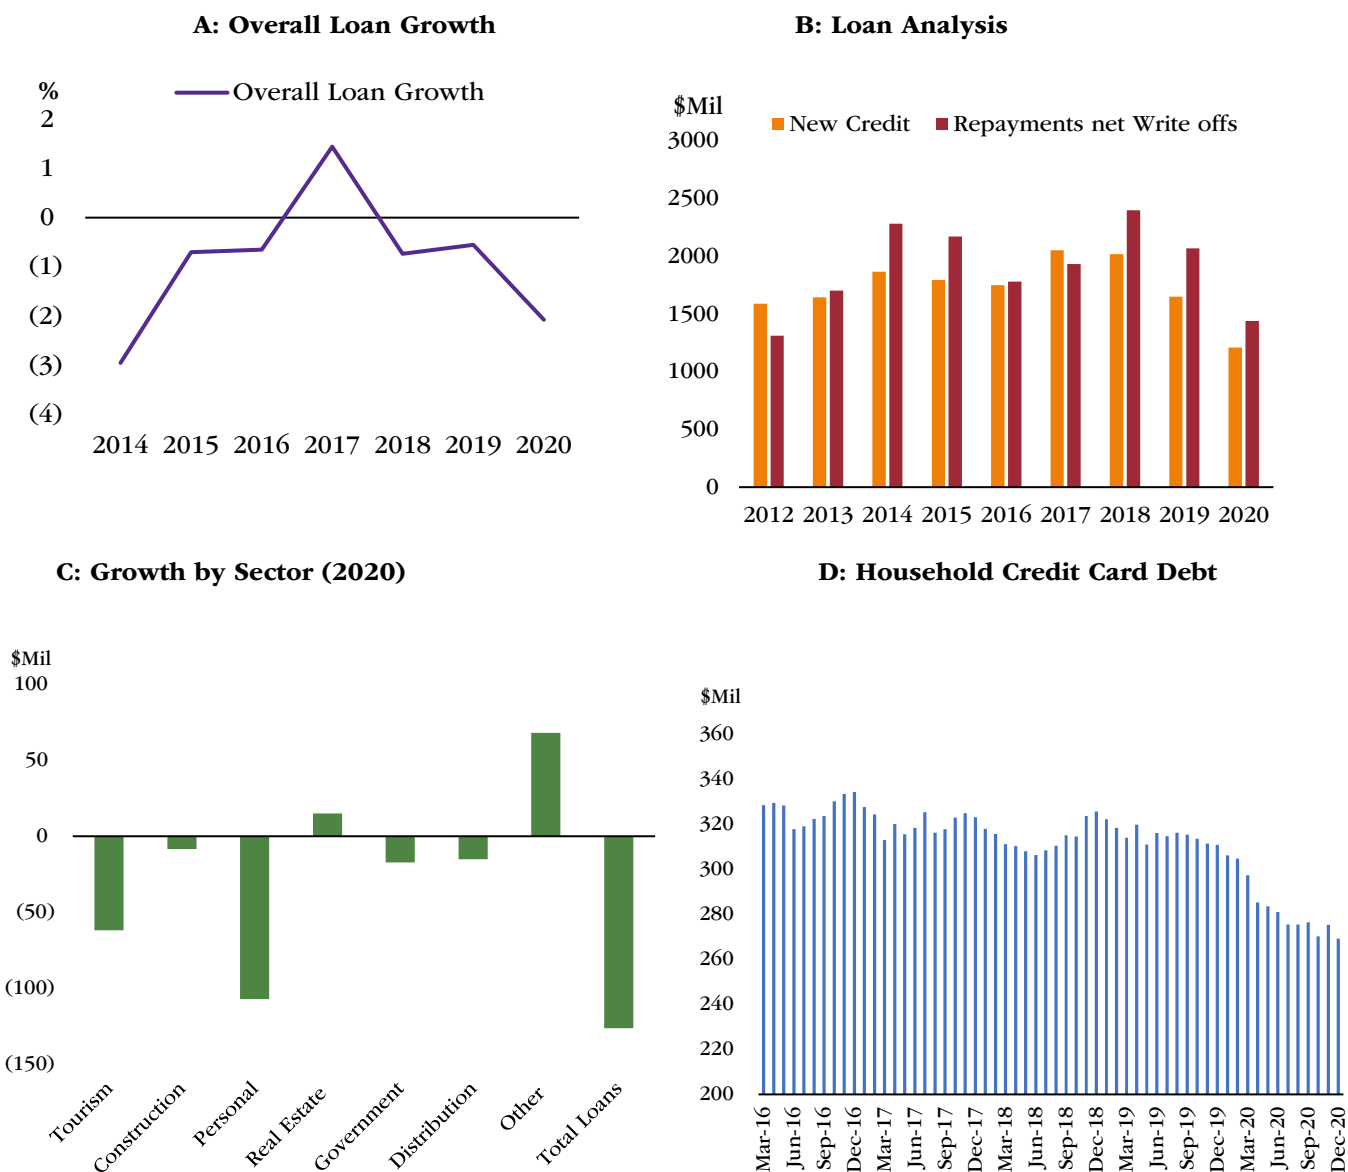 A: Overall Loan Growth
%
Overall Loan Growth
2
1
0
(1)
(2)
(3)
(4)
2014 2015 2016 2017 2018 2019 2020
B: Loan Analysis
$Mil
New Credit Repayments net Write offs
3000
2500
2000
1500
1000
500
0
2012 2013 2014 2015 2016 2017 2018 2019 2020
C: Growth by Sector (2020)
$Mil
100
50
0
(50)
(100)
(150)
Tourism
Construction
Personal
Real Estate
Government
Distribution
Other
Total Loans
D: Household Credit Card Debt
$Mil
360
340
320
300
280
260
240
220
200
Mar-16
Jun-16
Sep-16
Dec-16
Mar-17
Jun-17
Sep-17
Dec-17
Mar-18
Jun-18
Sep-18
Dec-18
Mar-19
Jun-19
Sep-19
Dec-19
Mar-20
Jun-20
Sep-20
Dec-20